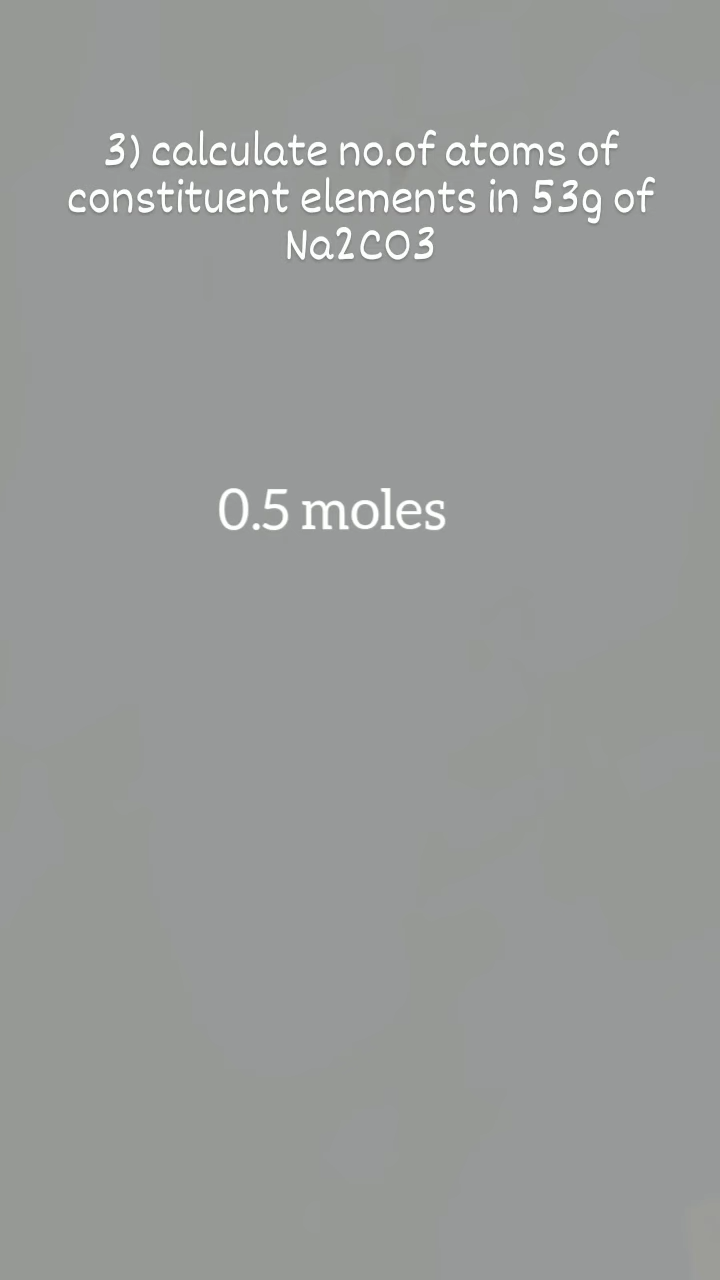 3) calculate no.of atoms of
constituent elements in 53g of
Na2CO3
0.5 moles